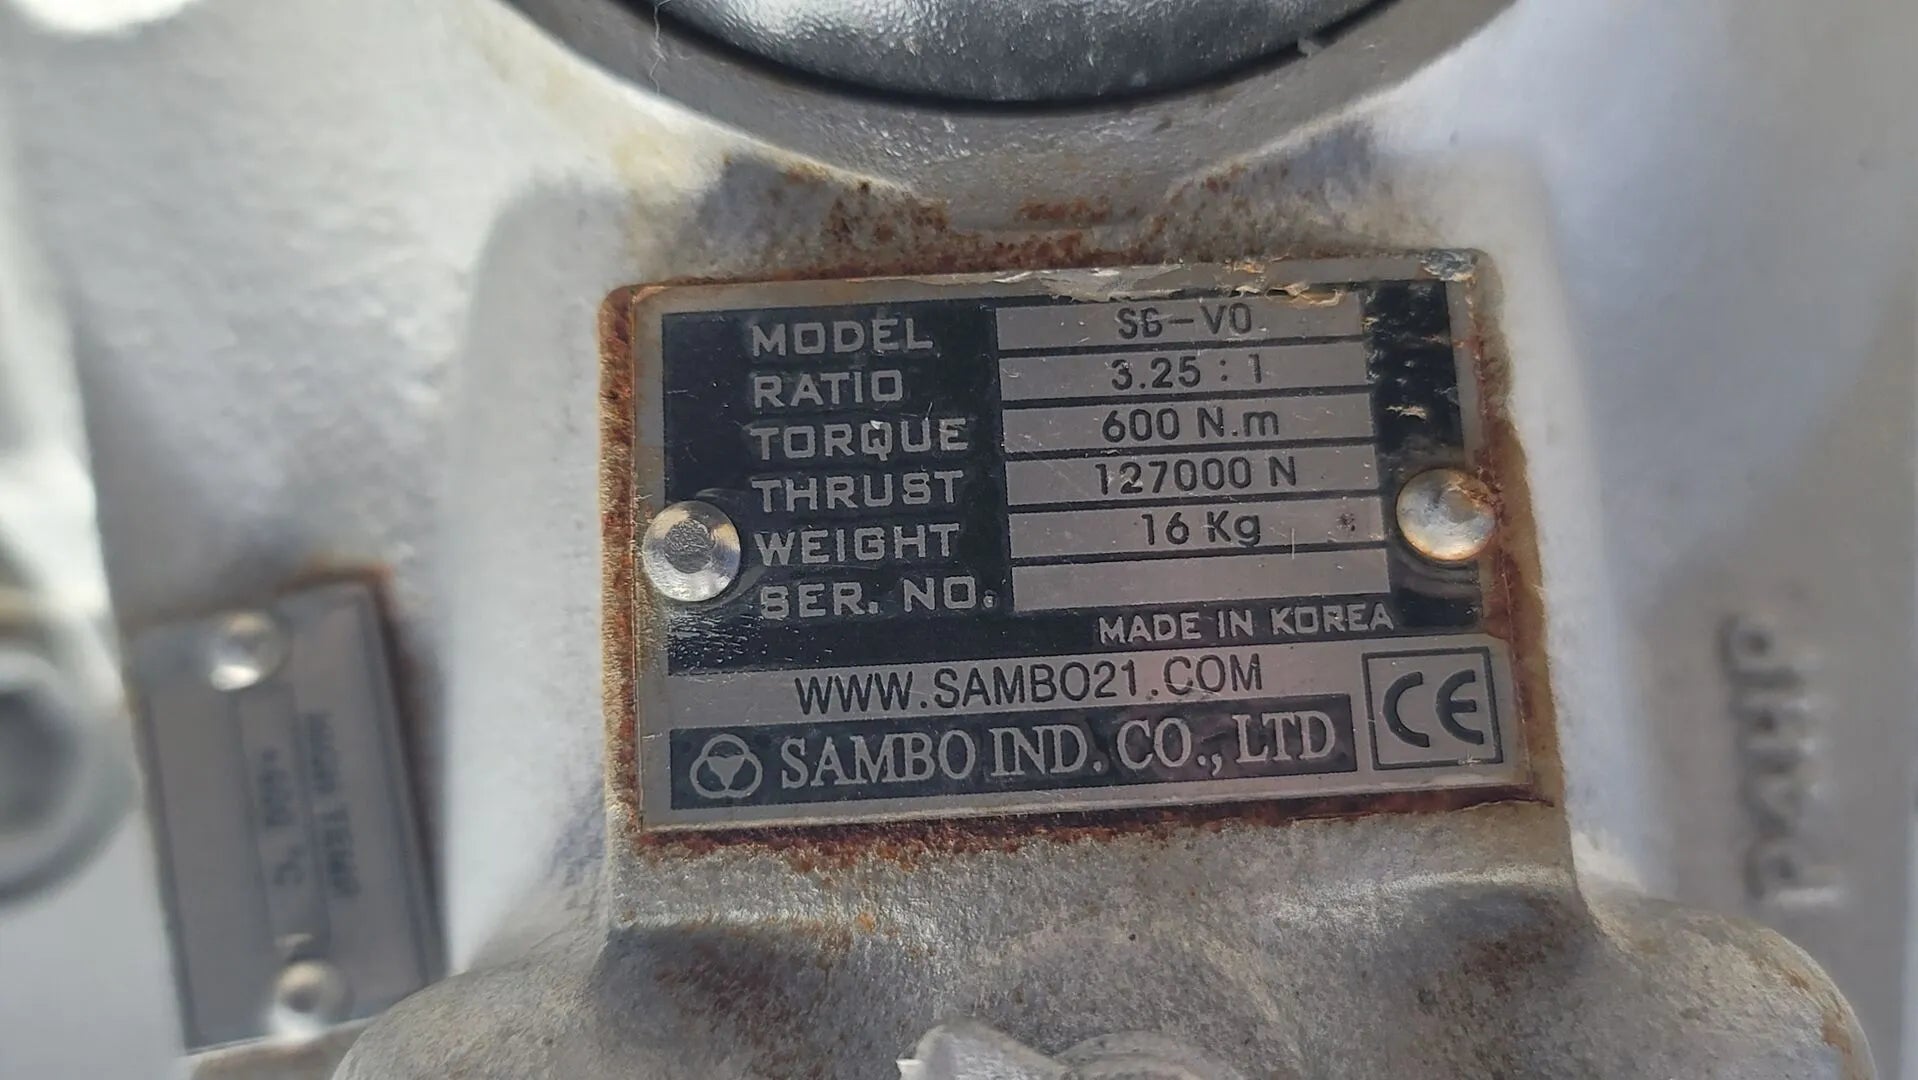 MODEL SB-V0
RATIO 3.25 : 1
TORQUE 600 N.m
THRUST 127000 N
WEIGHT 16 Kg
SER. NO.
MADE IN KOREA
WWW.SAMBO21.COM
SAMBO IND. CO., LTD
CE